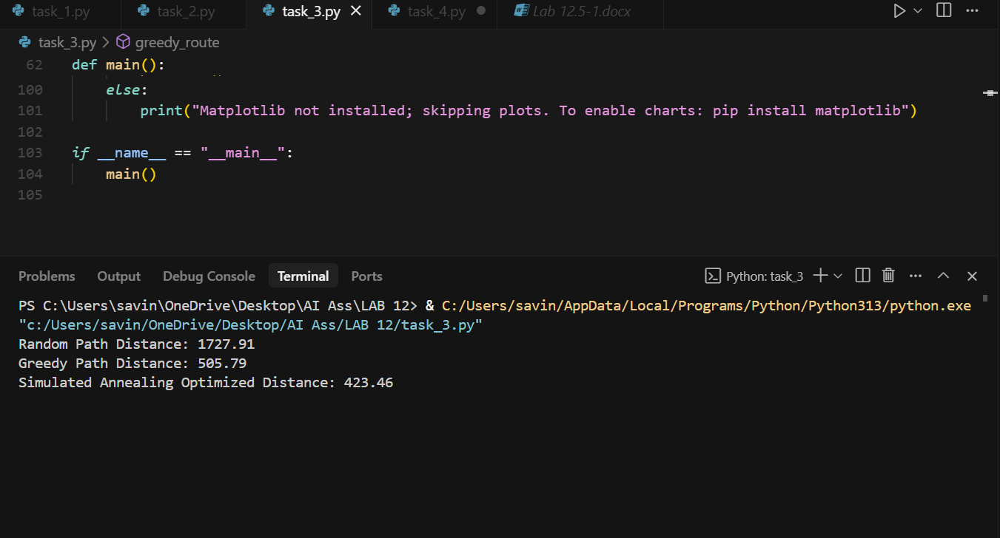 task_1.py task_2.py task_3.py task_4.py Lab 12.5-1.docx
task_3.py greedy_route
62 def main():
100 else:
101 print("Matplotlib not installed; skipping plots. To enable charts: pip install matplotlib")
102
103 if __name__ == "__main__":
104 main()
105
Problems Output Debug Console Terminal Ports Python: task_3
PS C:\Users\savin\OneDrive\Desktop\AI Ass\LAB 12> & C:/Users/savin/AppData/Local/Programs/Python/Python313/python.exe
"c:/Users/savin/OneDrive/Desktop/AI Ass/LAB 12/task_3.py"
Random Path Distance: 1727.91
Greedy Path Distance: 505.79
Simulated Annealing Optimized Distance: 423.46